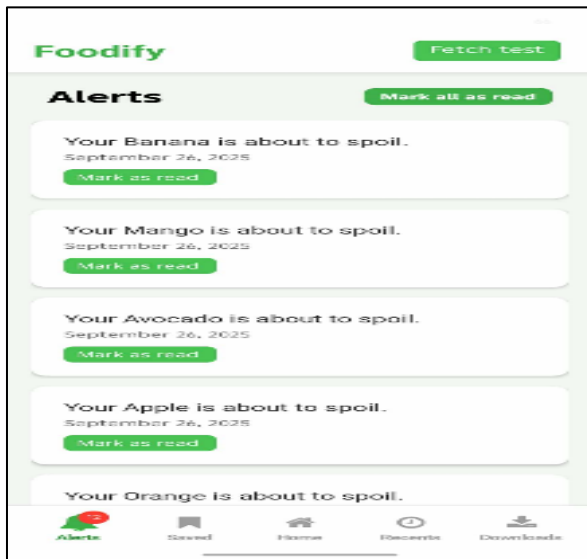 Foodify
Fetch test
Alerts
Mark all as read
Your Banana is about to spoil.
September 26, 2025
Mark as read
Your Mango is about to spoil.
September 26, 2025
Mark as read
Your Avocado is about to spoil.
September 26, 2025
Mark as read
Your Apple is about to spoil.
September 26, 2025
Mark as read
Your Orange is about to spoil.
Alerts
Saved
Home
Recents
Downloads